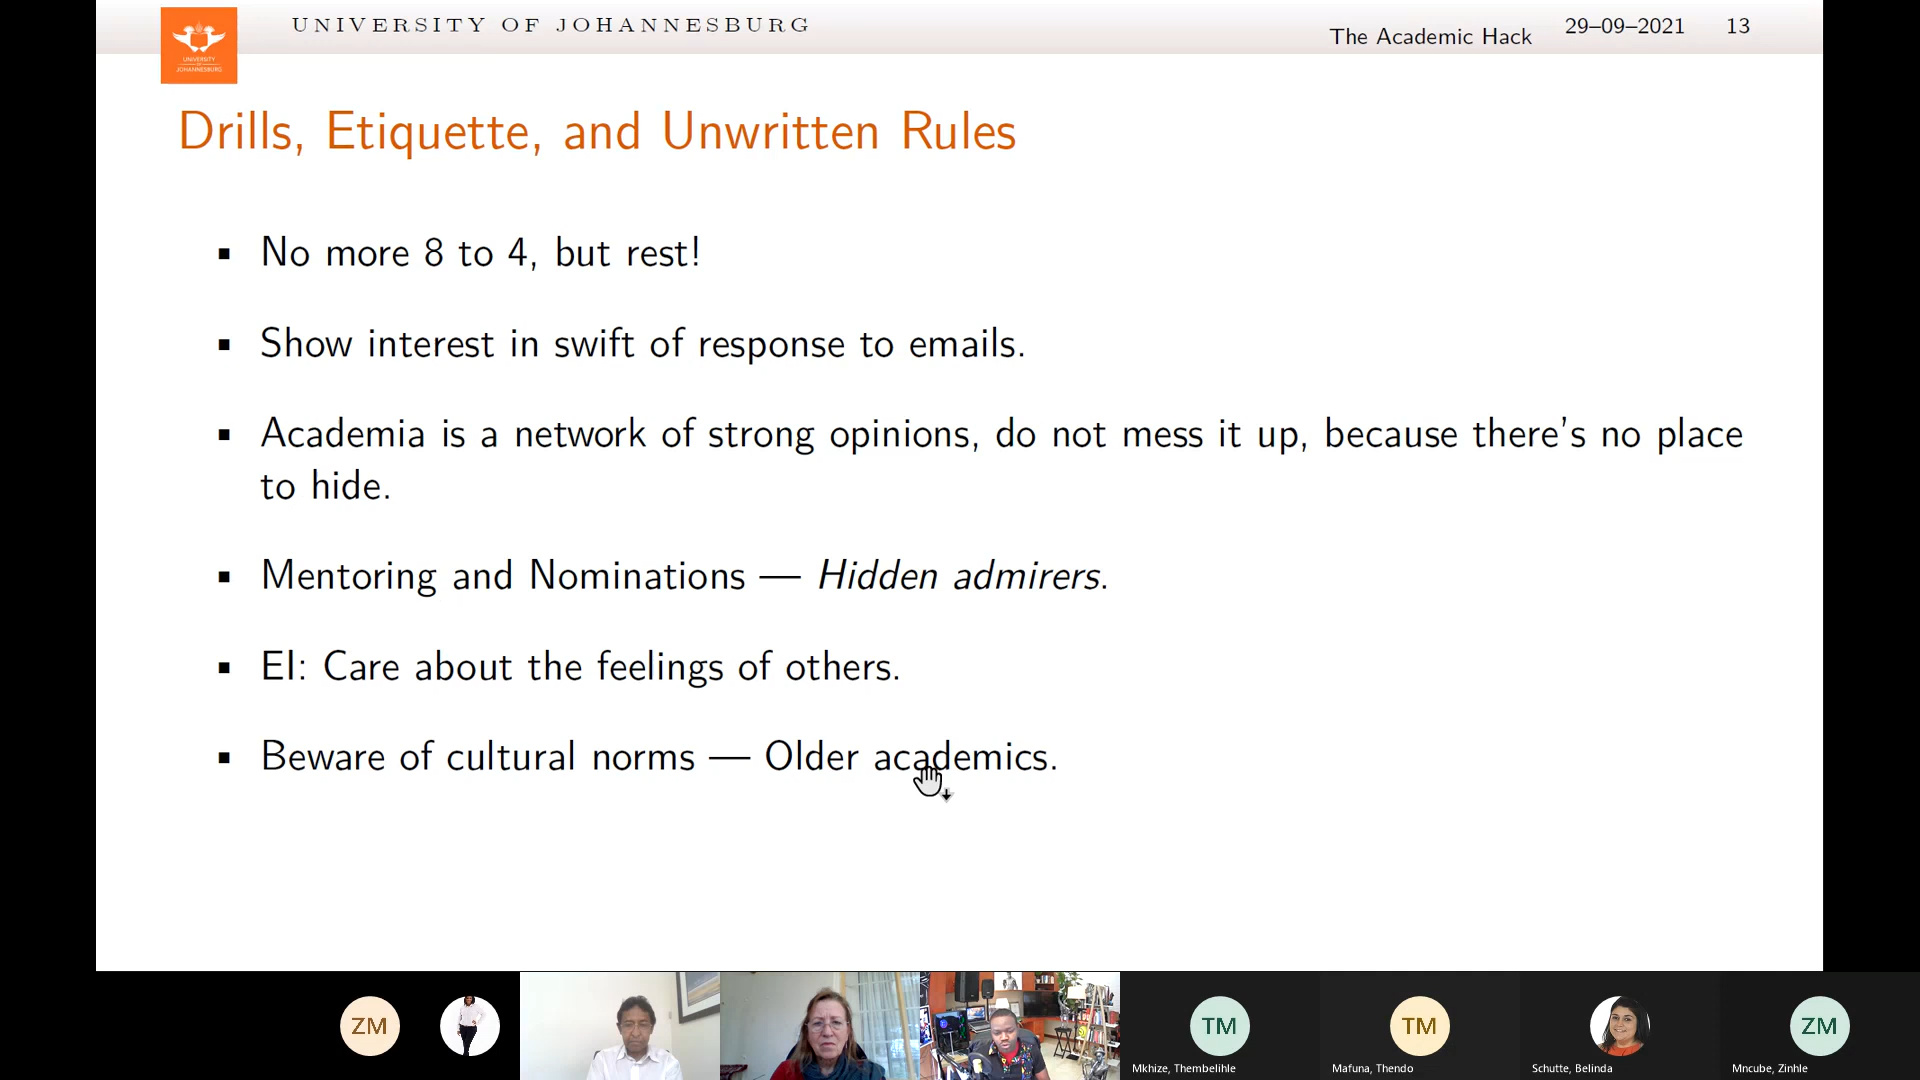 UNIVERSITY OF JOHANNESBURG
The Academic Hack
29–09–2021
13
UNIVERSITY
OF
JOHANNESBURG
Drills, Etiquette, and Unwritten Rules
No more 8 to 4, but rest!
Show interest in swift of response to emails.
Academia is a network of strong opinions, do not mess it up, because there's no place
to hide.
Mentoring and Nominations — Hidden admirers.
EI: Care about the feelings of others.
Beware of cultural norms — Older academics.
ZM
TM
TM
ZM
Mkhize, Thembelihle
Mafuna, Thendo
Schutte, Belinda
Mncube, Zinhle